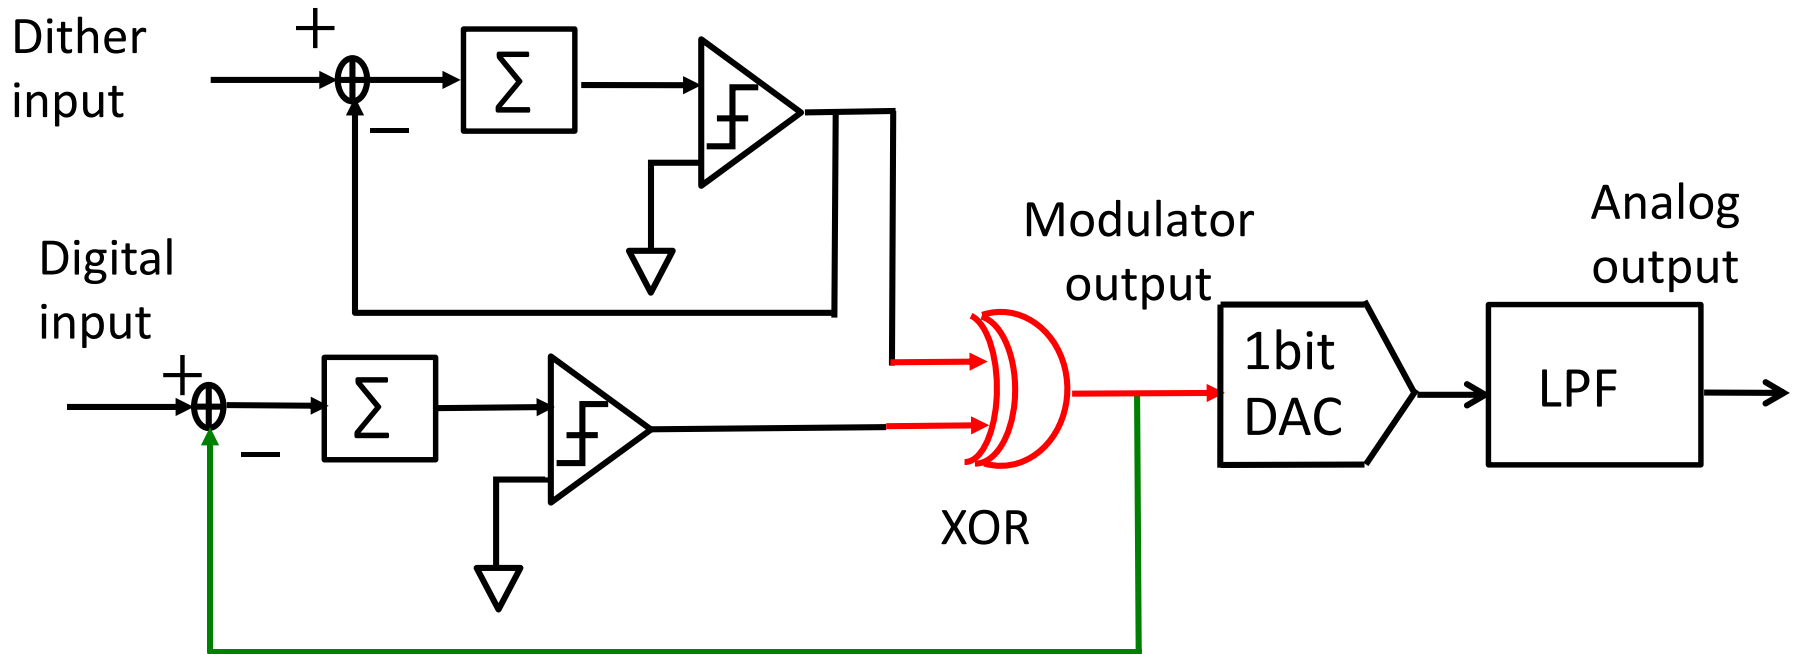 Dither
input
+
−
Σ
Digital
input
+
−
Σ
XOR
Modulator
output
1bit
DAC
LPF
Analog
output